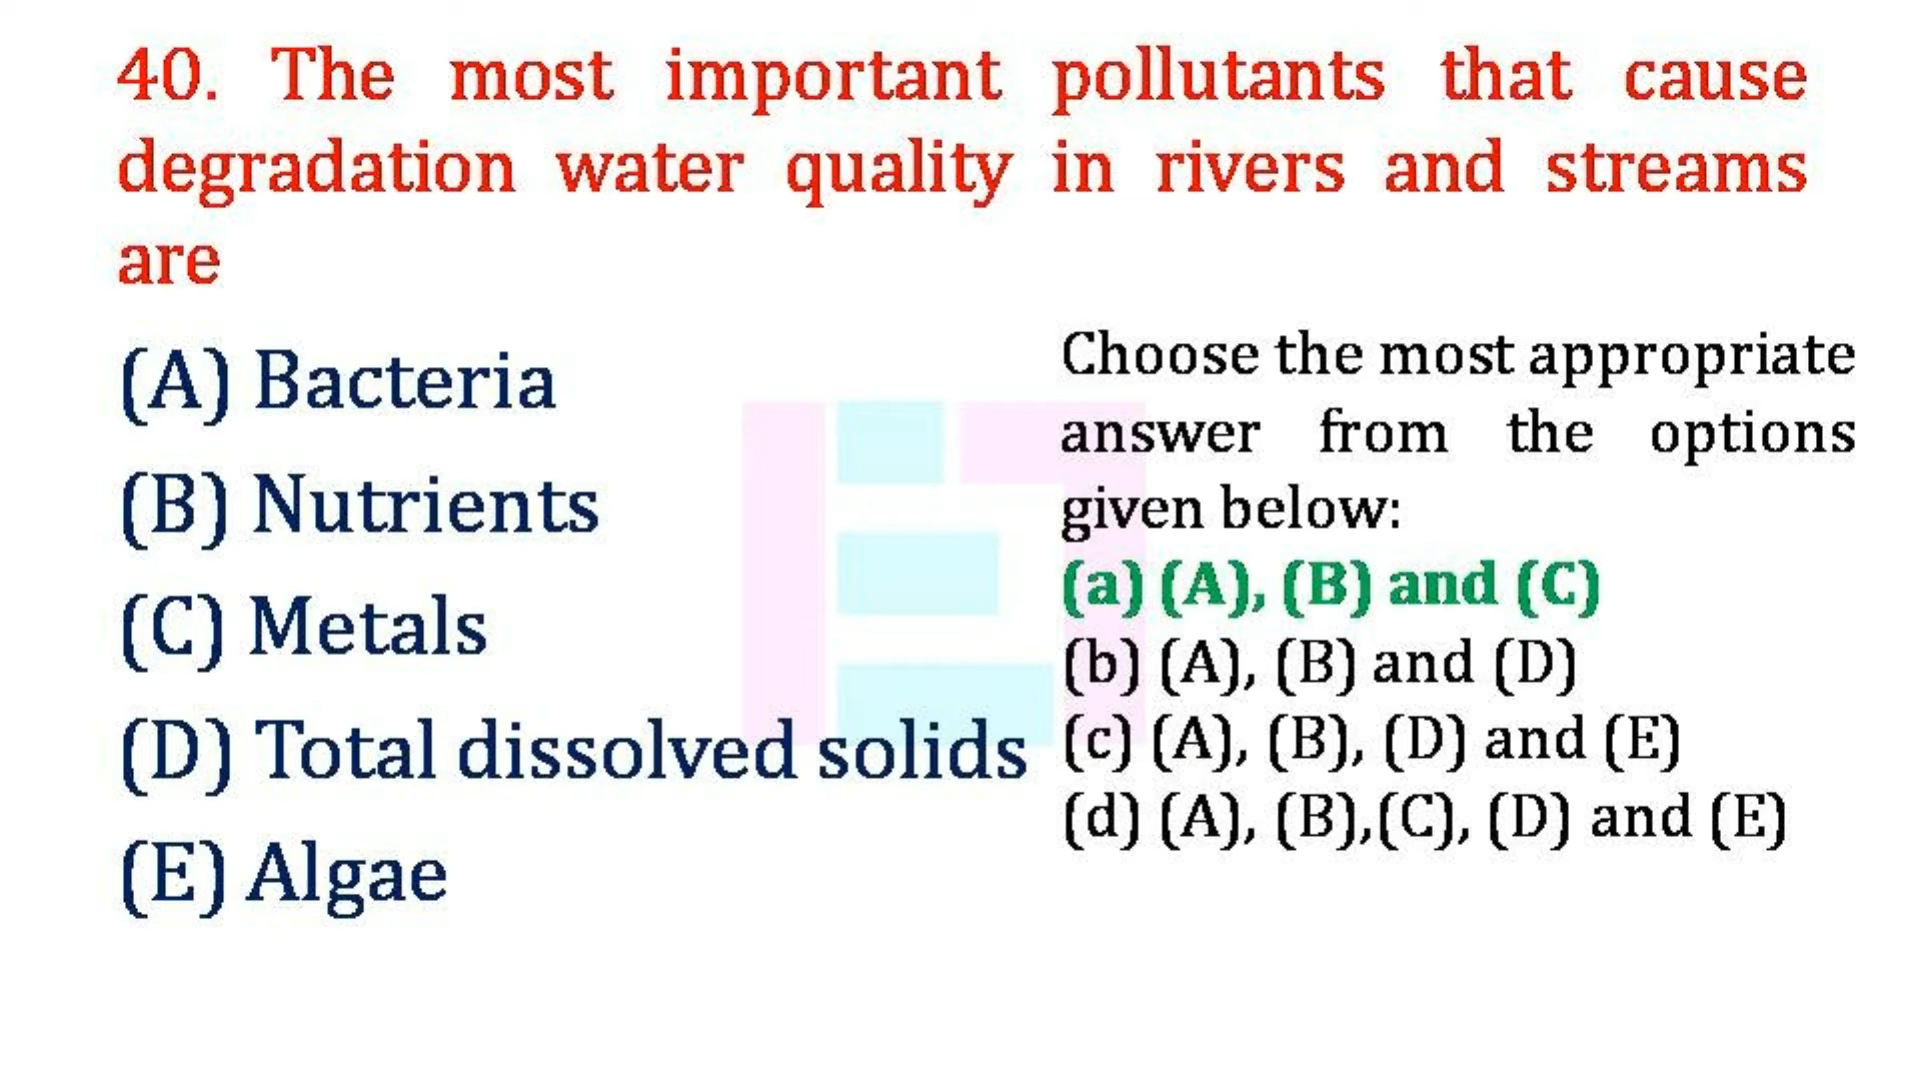 40. The most important pollutants that cause
degradation water quality in rivers and streams
are
(A) Bacteria
(B) Nutrients
(C) Metals
(D) Total dissolved solids
(E) Algae
Choose the most appropriate
answer from the options
given below:
(a) (A), (B) and (C)
(b) (A), (B) and (D)
(c) (A), (B), (D) and (E)
(d) (A), (B),(C), (D) and (E)